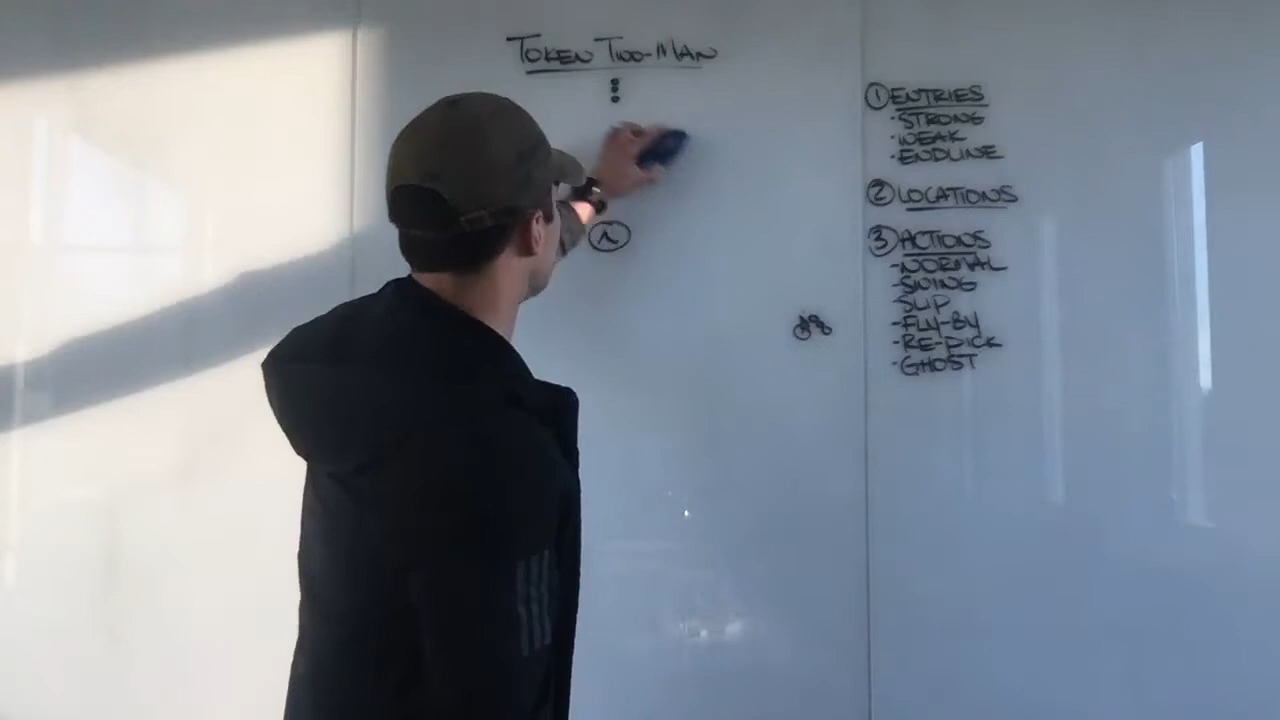 TOKEN TWO-MAN
① ENTRIES
·STRONG
·WEAK
·ENDLINE
② LOCATIONS
③ ACTIONS
-NORMAL
-SWING
-SLIP
-FLY-BY
-RE-PICK
·GHOST